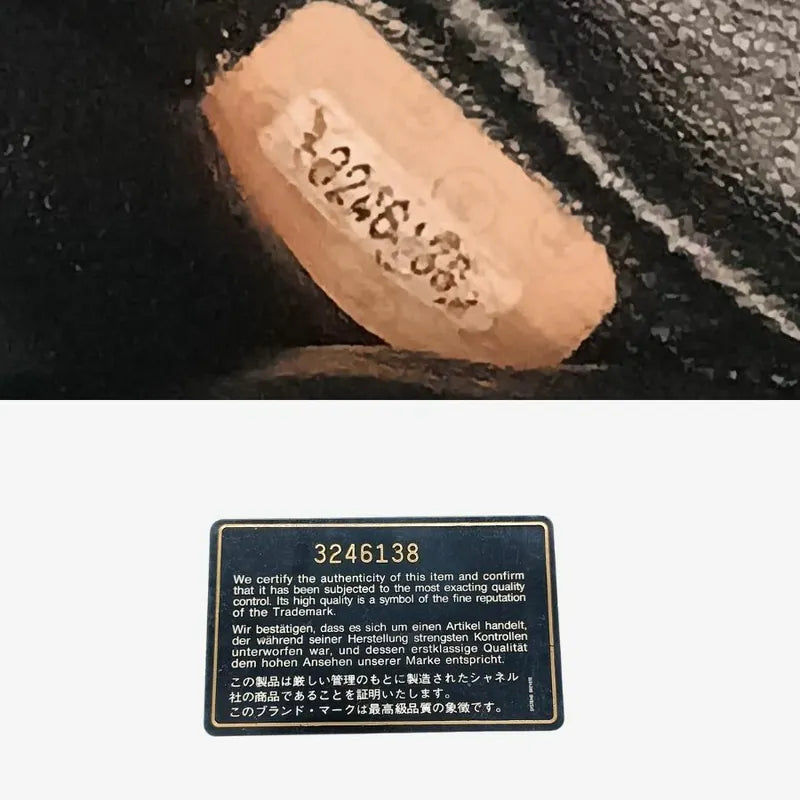 3246138
3246138
We certify the authenticity of this item and confirm
that it has been subjected to the most exacting quality
control. Its high quality is a symbol of the fine reputation
of the Trademark.
Wir bestätigen, dass es sich um einen Artikel handelt,
der während seiner Herstellung strengsten Kontrollen
unterworfen war, und dessen erstklassige Qualität
dem hohen Ansehen unserer Marke entspricht.
この製品は厳しい管理のもとに製造されたシャネル
社の商品であることを証明いたします。
このブランド・マークは最高級品質の象徴です。